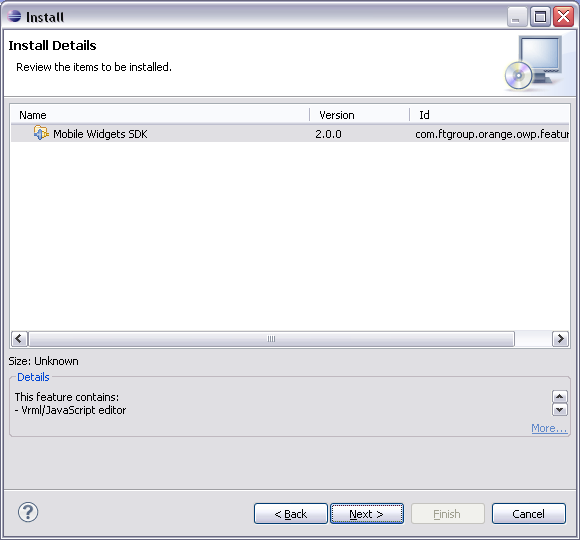 Install
Install Details
Review the items to be installed.
Name Version Id
Mobile Widgets SDK 2.0.0 com.ftgroup.orange.owp.featur
Size: Unknown
Details
This feature contains:
- Vrml/JavaScript editor
More...
? < Back Next > Finish Cancel